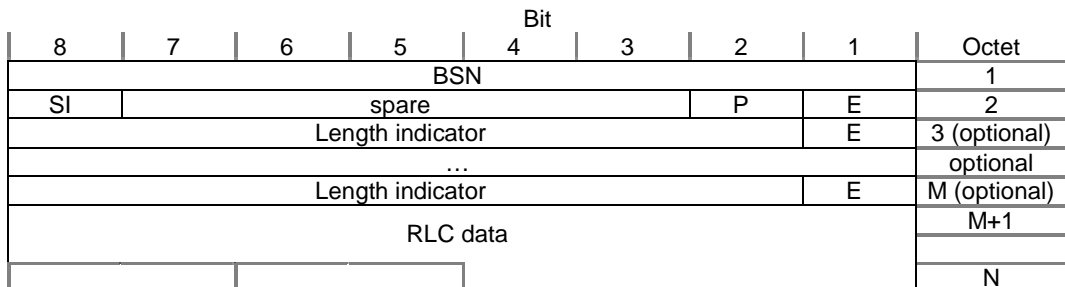 Bit
8 7 6 5 4 3 2 1 Octet
BSN 1
SI spare P E 2
Length indicator E 3 (optional)
… optional
Length indicator E M (optional)
RLC data M+1
N